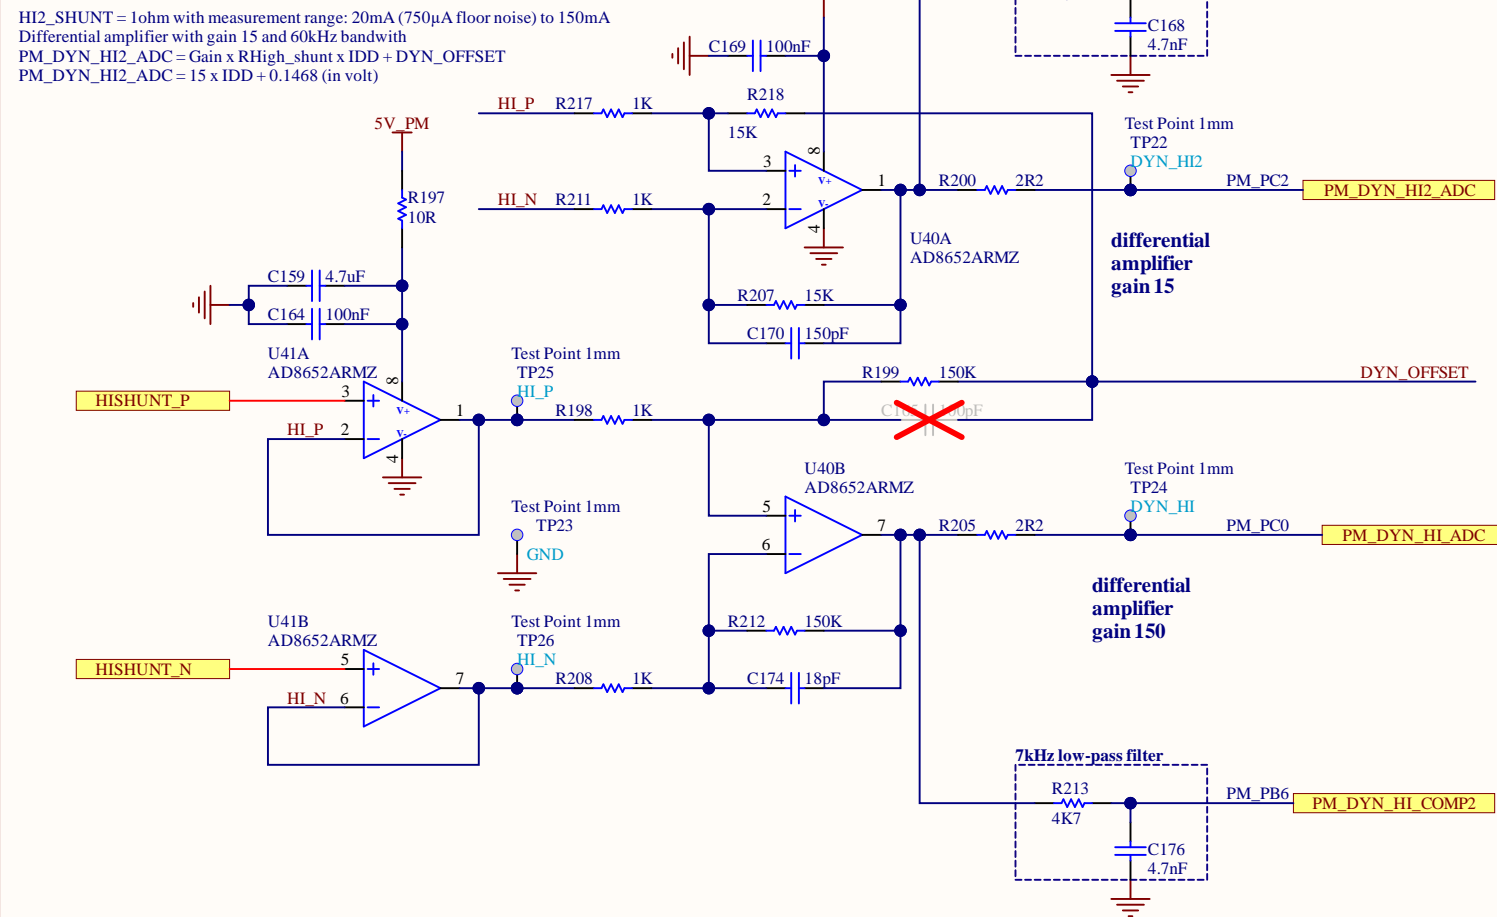 HI2_SHUNT = 1ohm with measurement range: 20mA (750µA floor noise) to 150mA
Differential amplifier with gain 15 and 60kHz bandwith
PM_DYN_HI2_ADC = Gain x RHigh_shunt x IDD + DYN_OFFSET
PM_DYN_HI2_ADC = 15 x IDD + 0.1468 (in volt)
C168
4.7nF
C169 100nF
HI_P R217 1K
R218
15K
5V_PM
R197
10R
3
8
V+
V-
1
2
4
HI_N R211 1K
U40A
AD8652ARMZ
R200 2R2
Test Point 1mm
TP22
DYN_HI2
PM_PC2
PM_DYN_HI2_ADC
differential
amplifier
gain 15
C159 4.7uF
C164 100nF
R207 15K
C170 150pF
U41A
AD8652ARMZ
HISHUNT_P
3
8
V+
V-
1
HI_P 2
4
Test Point 1mm
TP25
HI_P
R198 1K
R199 150K
DYN_OFFSET
U40B
AD8652ARMZ
5
6
7
R205 2R2
Test Point 1mm
TP24
DYN_HI
PM_PC0
PM_DYN_HI_ADC
Test Point 1mm
TP23
GND
differential
amplifier
gain 150
R212 150K
C174 18pF
U41B
AD8652ARMZ
HISHUNT_N
5
HI_N 6
7
Test Point 1mm
TP26
HI_N
R208 1K
7kHz low-pass filter
R213
4K7
PM_PB6
PM_DYN_HI_COMP2
C176
4.7nF